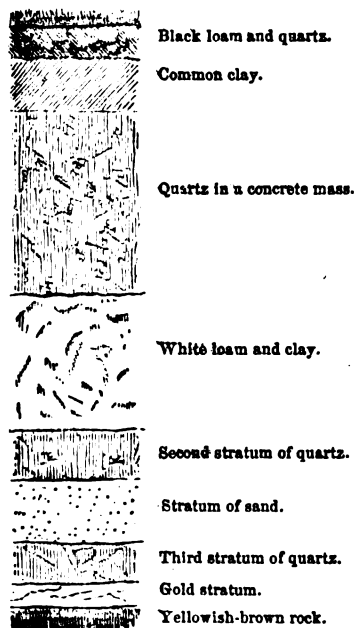 Black loam and quartz.
Common clay.
Quartz in a concrete mass.
White loam and clay.
Second stratum of quartz.
Stratum of sand.
Third stratum of quartz.
Gold stratum.
Yellowish-brown rock.